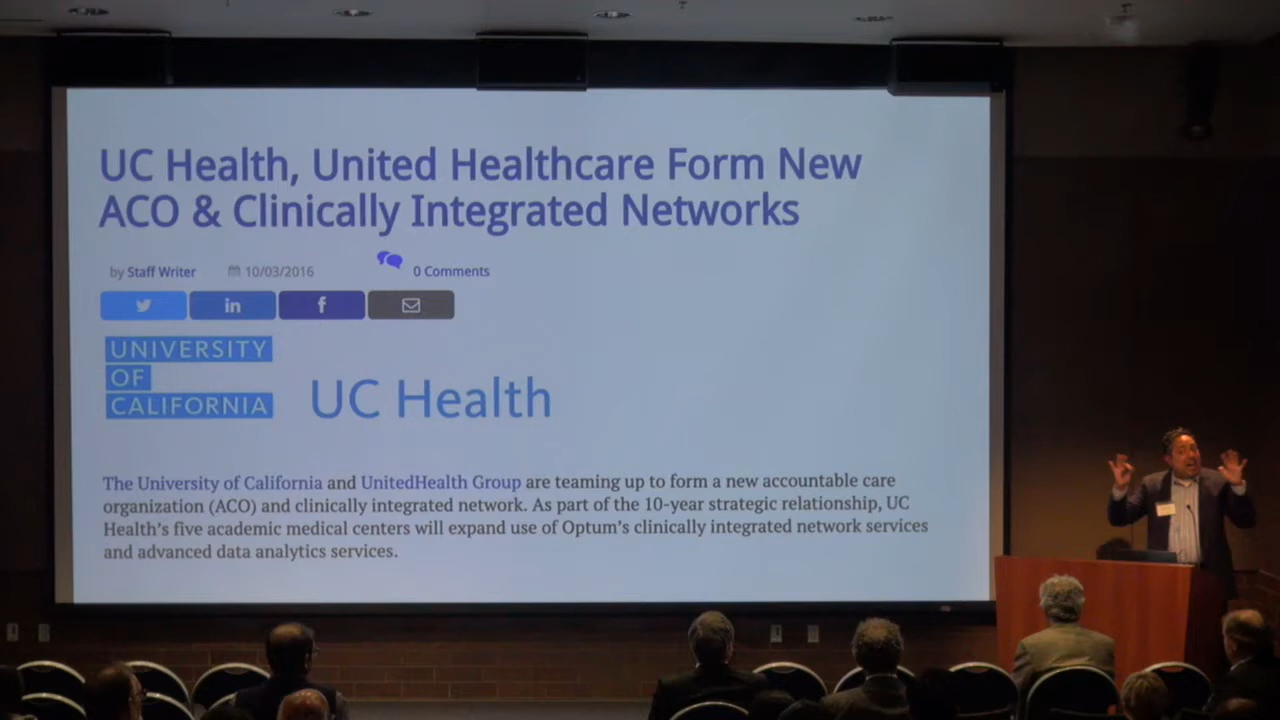 UC Health, United Healthcare Form New
ACO & Clinically Integrated Networks
by Staff Writer 10/03/2016 0 Comments
in f
UNIVERSITY
OF
CALIFORNIA
UC Health
The University of California and UnitedHealth Group are teaming up to form a new accountable care
organization (ACO) and clinically integrated network. As part of the 10-year strategic relationship, UC
Health's five academic medical centers will expand use of Optum's clinically integrated network services
and advanced data analytics services.